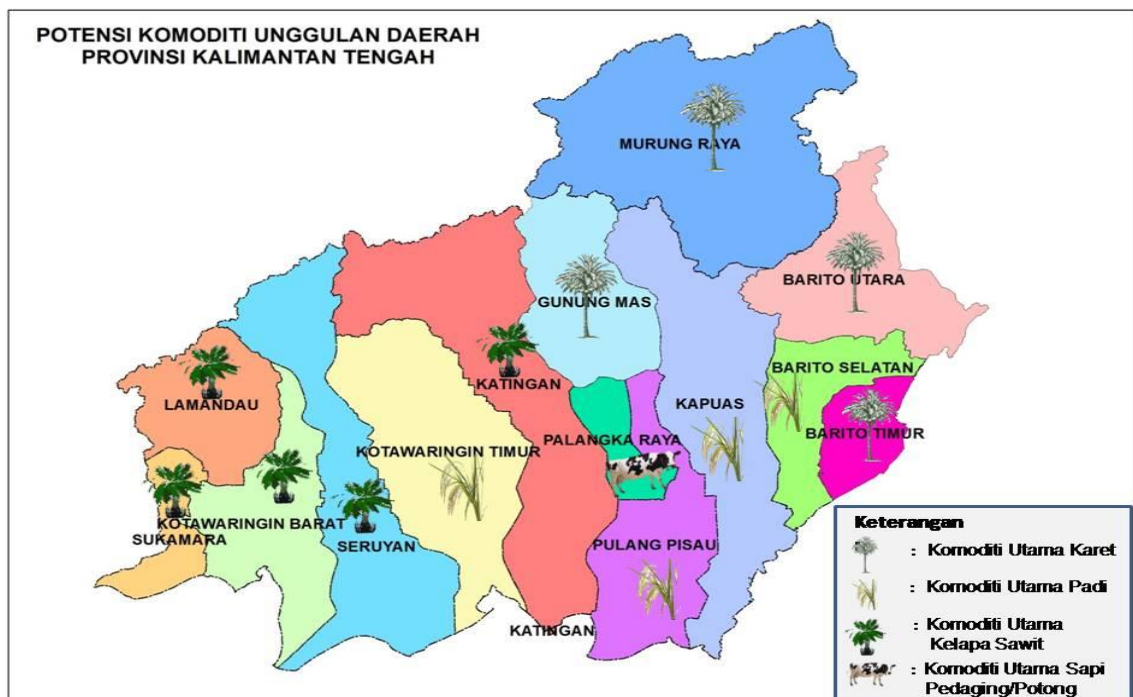 POTENSI KOMODITI UNGGULAN DAERAH
PROVINSI KALIMANTAN TENGAH
MURUNG RAYA
BARITO UTARA
GUNUNG MAS
BARITO SELATAN
KATINGAN
LAMANDAU
KAPUAS
BARITO TIMUR
PALANGKA RAYA
KOTAWARINGIN TIMUR
KOTAWARINGIN BARAT
SUKAMARA
SERUYAN
PULANG PISAU
KATINGAN
Keterangan
: Komoditi Utama Karet
: Komoditi Utama Padi
: Komoditi Utama
Kelapa Sawit
: Komoditi Utama Sapi
Pedaging/Potong